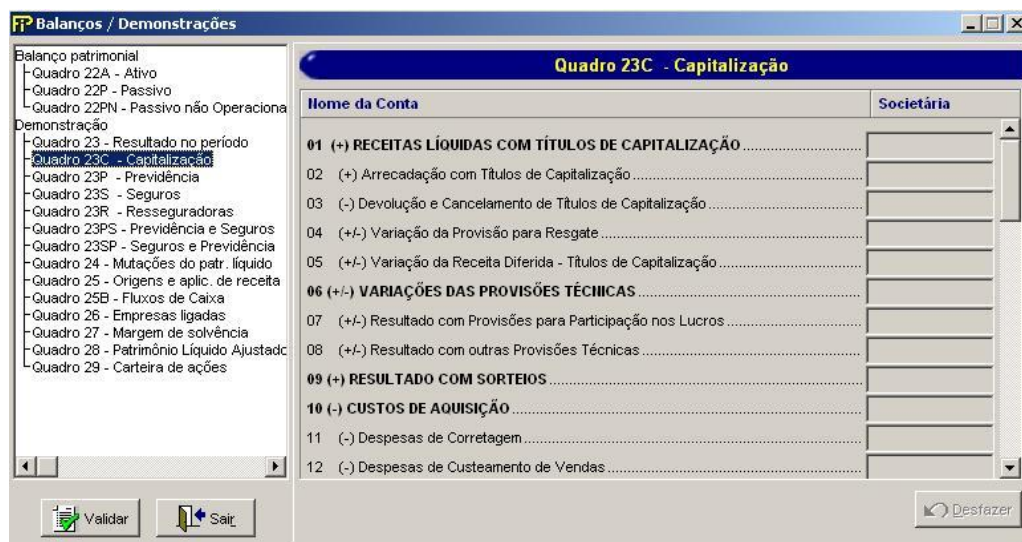 FiP Balanços / Demonstrações
Balanço patrimonial
Quadro 22A - Ativo
Quadro 22P - Passivo
Quadro 22PN - Passivo não Operaciona
Demonstração
Quadro 23 - Resultado no período
Quadro 23C - Capitalização
Quadro 23P - Previdência
Quadro 23S - Seguros
Quadro 23R - Resseguradoras
Quadro 23PS - Previdência e Seguros
Quadro 23SP - Seguros e Previdência
Quadro 24 - Mutações do patr. líquido
Quadro 25 - Origens e aplic. de receita
Quadro 25B - Fluxos de Caixa
Quadro 26 - Empresas ligadas
Quadro 27 - Margem de solvência
Quadro 28 - Patrimônio Líquido Ajustado
Quadro 29 - Carteira de ações
Validar
Sair
Quadro 23C - Capitalização
Nome da Conta Societária
01 (+) RECEITAS LÍQUIDAS COM TÍTULOS DE CAPITALIZAÇÃO
02 (+) Arrecadação com Títulos de Capitalização
03 (-) Devolução e Cancelamento de Títulos de Capitalização
04 (+/-) Variação da Provisão para Resgate
05 (+/-) Variação da Receita Diferida - Títulos de Capitalização
06 (+/-) VARIAÇÕES DAS PROVISÕES TÉCNICAS
07 (+/-) Resultado com Provisões para Participação nos Lucros
08 (+/-) Resultado com outras Provisões Técnicas
09 (+) RESULTADO COM SORTEIOS
10 (-) CUSTOS DE AQUISIÇÃO
11 (-) Despesas de Corretagem
12 (-) Despesas de Custeamento de Vendas
Desfazer